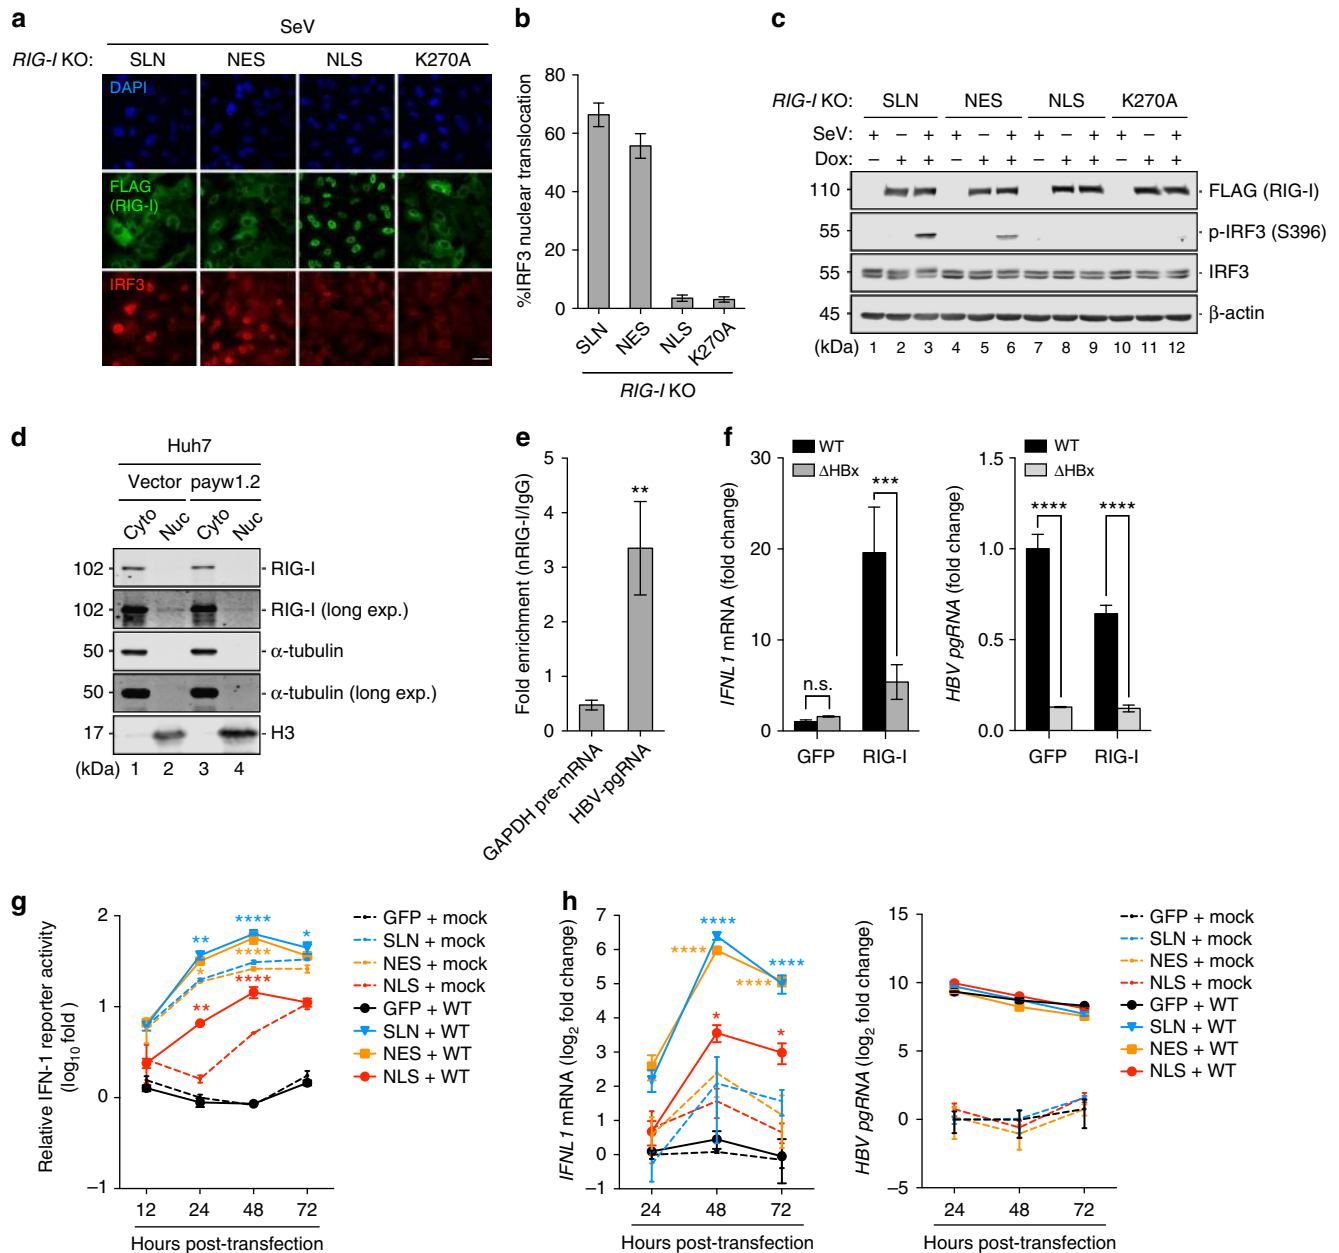 a
SeV
RIG-I KO: SLN NES NLS K270A
DAPI
FLAG
(RIG-I)
IRF3
b
%IRF3 nuclear translocation
80
60
40
20
0
SLN NES NLS K270A
RIG-I KO
c
RIG-I KO: SLN NES NLS K270A
SeV: + − + + − + + − + + − +
Dox: − + + − + + − + + − + +
110 FLAG (RIG-I)
55 p-IRF3 (S396)
55 IRF3
45 β-actin
(kDa) 1 2 3 4 5 6 7 8 9 10 11 12
d
Huh7
Vector payw1.2
Cyto Nuc Cyto Nuc
102 RIG-I
102 RIG-I (long exp.)
50 α-tubulin
50 α-tubulin (long exp.)
17 H3
(kDa) 1 2 3 4
e
Fold enrichment (nRIG-I/IgG)
5
4
3
2
1
0
**
GAPDH pre-mRNA
HBV-pgRNA
f
WT
ΔHBx
IFNL1 mRNA (fold change)
30
20
10
0
n.s.
***
GFP RIG-I
WT
ΔHBx
HBV pgRNA (fold change)
1.5
1.0
0.5
0.0
**** ****
GFP RIG-I
g
Relative IFN-1 reporter activity
(log10 fold)
2
1
0
−1
** **** *
* ****
** ****
12 24 48 72
Hours post-transfection
GFP + mock
SLN + mock
NES + mock
NLS + mock
GFP + WT
SLN + WT
NES + WT
NLS + WT
h
IFNL1 mRNA (log2 fold change)
7
6
5
4
3
2
1
0
−1
****
**** ****
****
* *
24 48 72
Hours post-transfection
HBV pgRNA (log2 fold change)
15
10
5
0
−5
24 48 72
Hours post-transfection
GFP + mock
SLN + mock
NES + mock
NLS + mock
GFP + WT
SLN + WT
NES + WT
NLS + WT